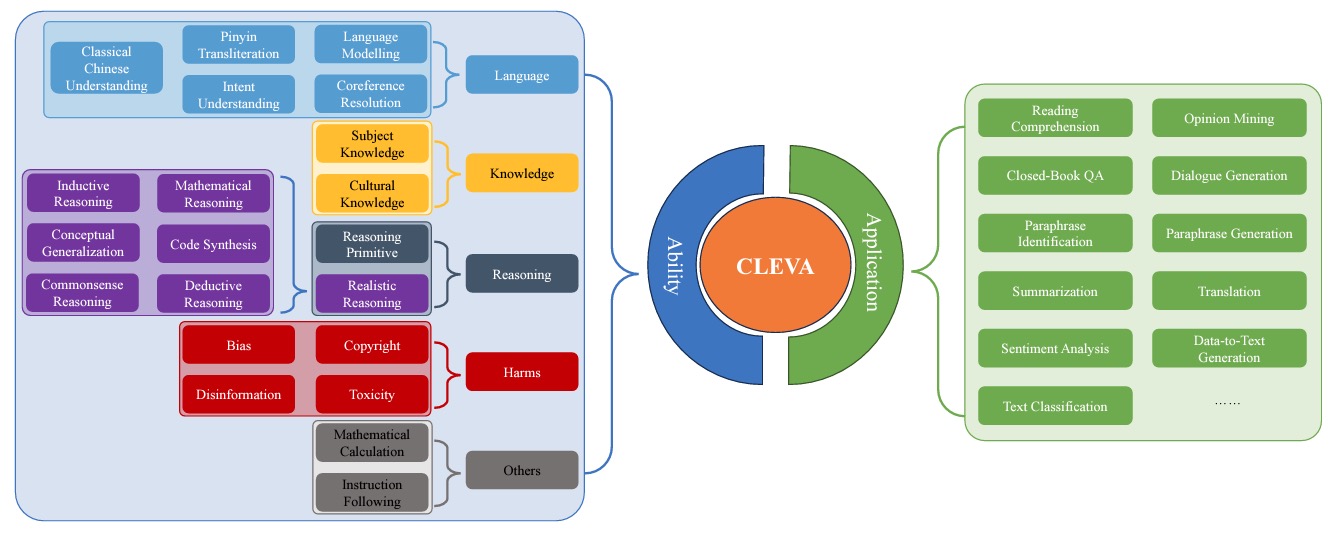 Classical
Chinese
Understanding
Pinyin
Transliteration
Language
Modelling
Intent
Understanding
Coreference
Resolution
Language
Subject
Knowledge
Cultural
Knowledge
Knowledge
Inductive
Reasoning
Mathematical
Reasoning
Conceptual
Generalization
Code Synthesis
Commonsense
Reasoning
Deductive
Reasoning
Reasoning
Primitive
Realistic
Reasoning
Reasoning
Bias
Copyright
Disinformation
Toxicity
Harms
Mathematical
Calculation
Instruction
Following
Others
Ability
CLEVA
Application
Reading
Comprehension
Opinion Mining
Closed-Book QA
Dialogue Generation
Paraphrase
Identification
Paraphrase Generation
Summarization
Translation
Sentiment Analysis
Data-to-Text
Generation
Text Classification
……